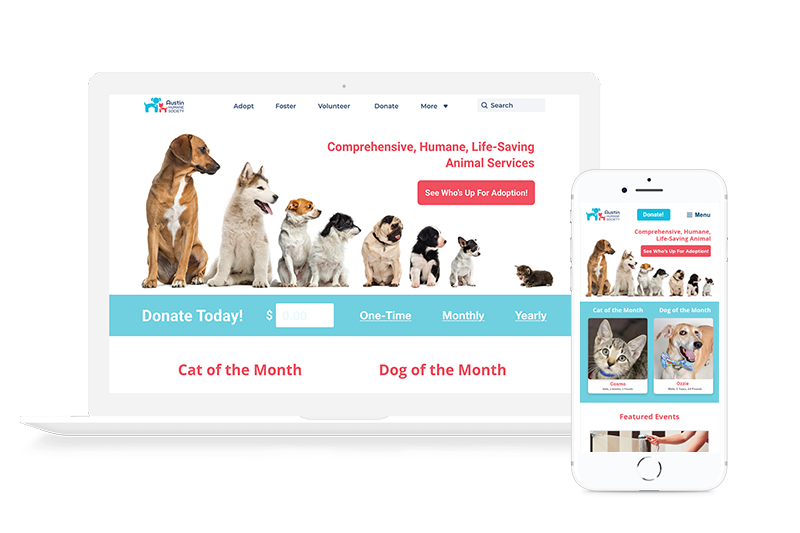 Austin
HUMANE
SOCIETY
Adopt
Foster
Volunteer
Donate
More
Search
Comprehensive, Humane, Life-Saving
Animal Services
See Who's Up For Adoption!
Donate Today!
$
0.00
One-Time
Monthly
Yearly
Cat of the Month
Dog of the Month
Austin
HUMANE
SOCIETY
Donate!
Menu
Comprehensive, Humane,
Life-Saving Animal
See Who's Up For Adoption!
Cat of the Month
Dog of the Month
Cosmo
Ozzie
Featured Events